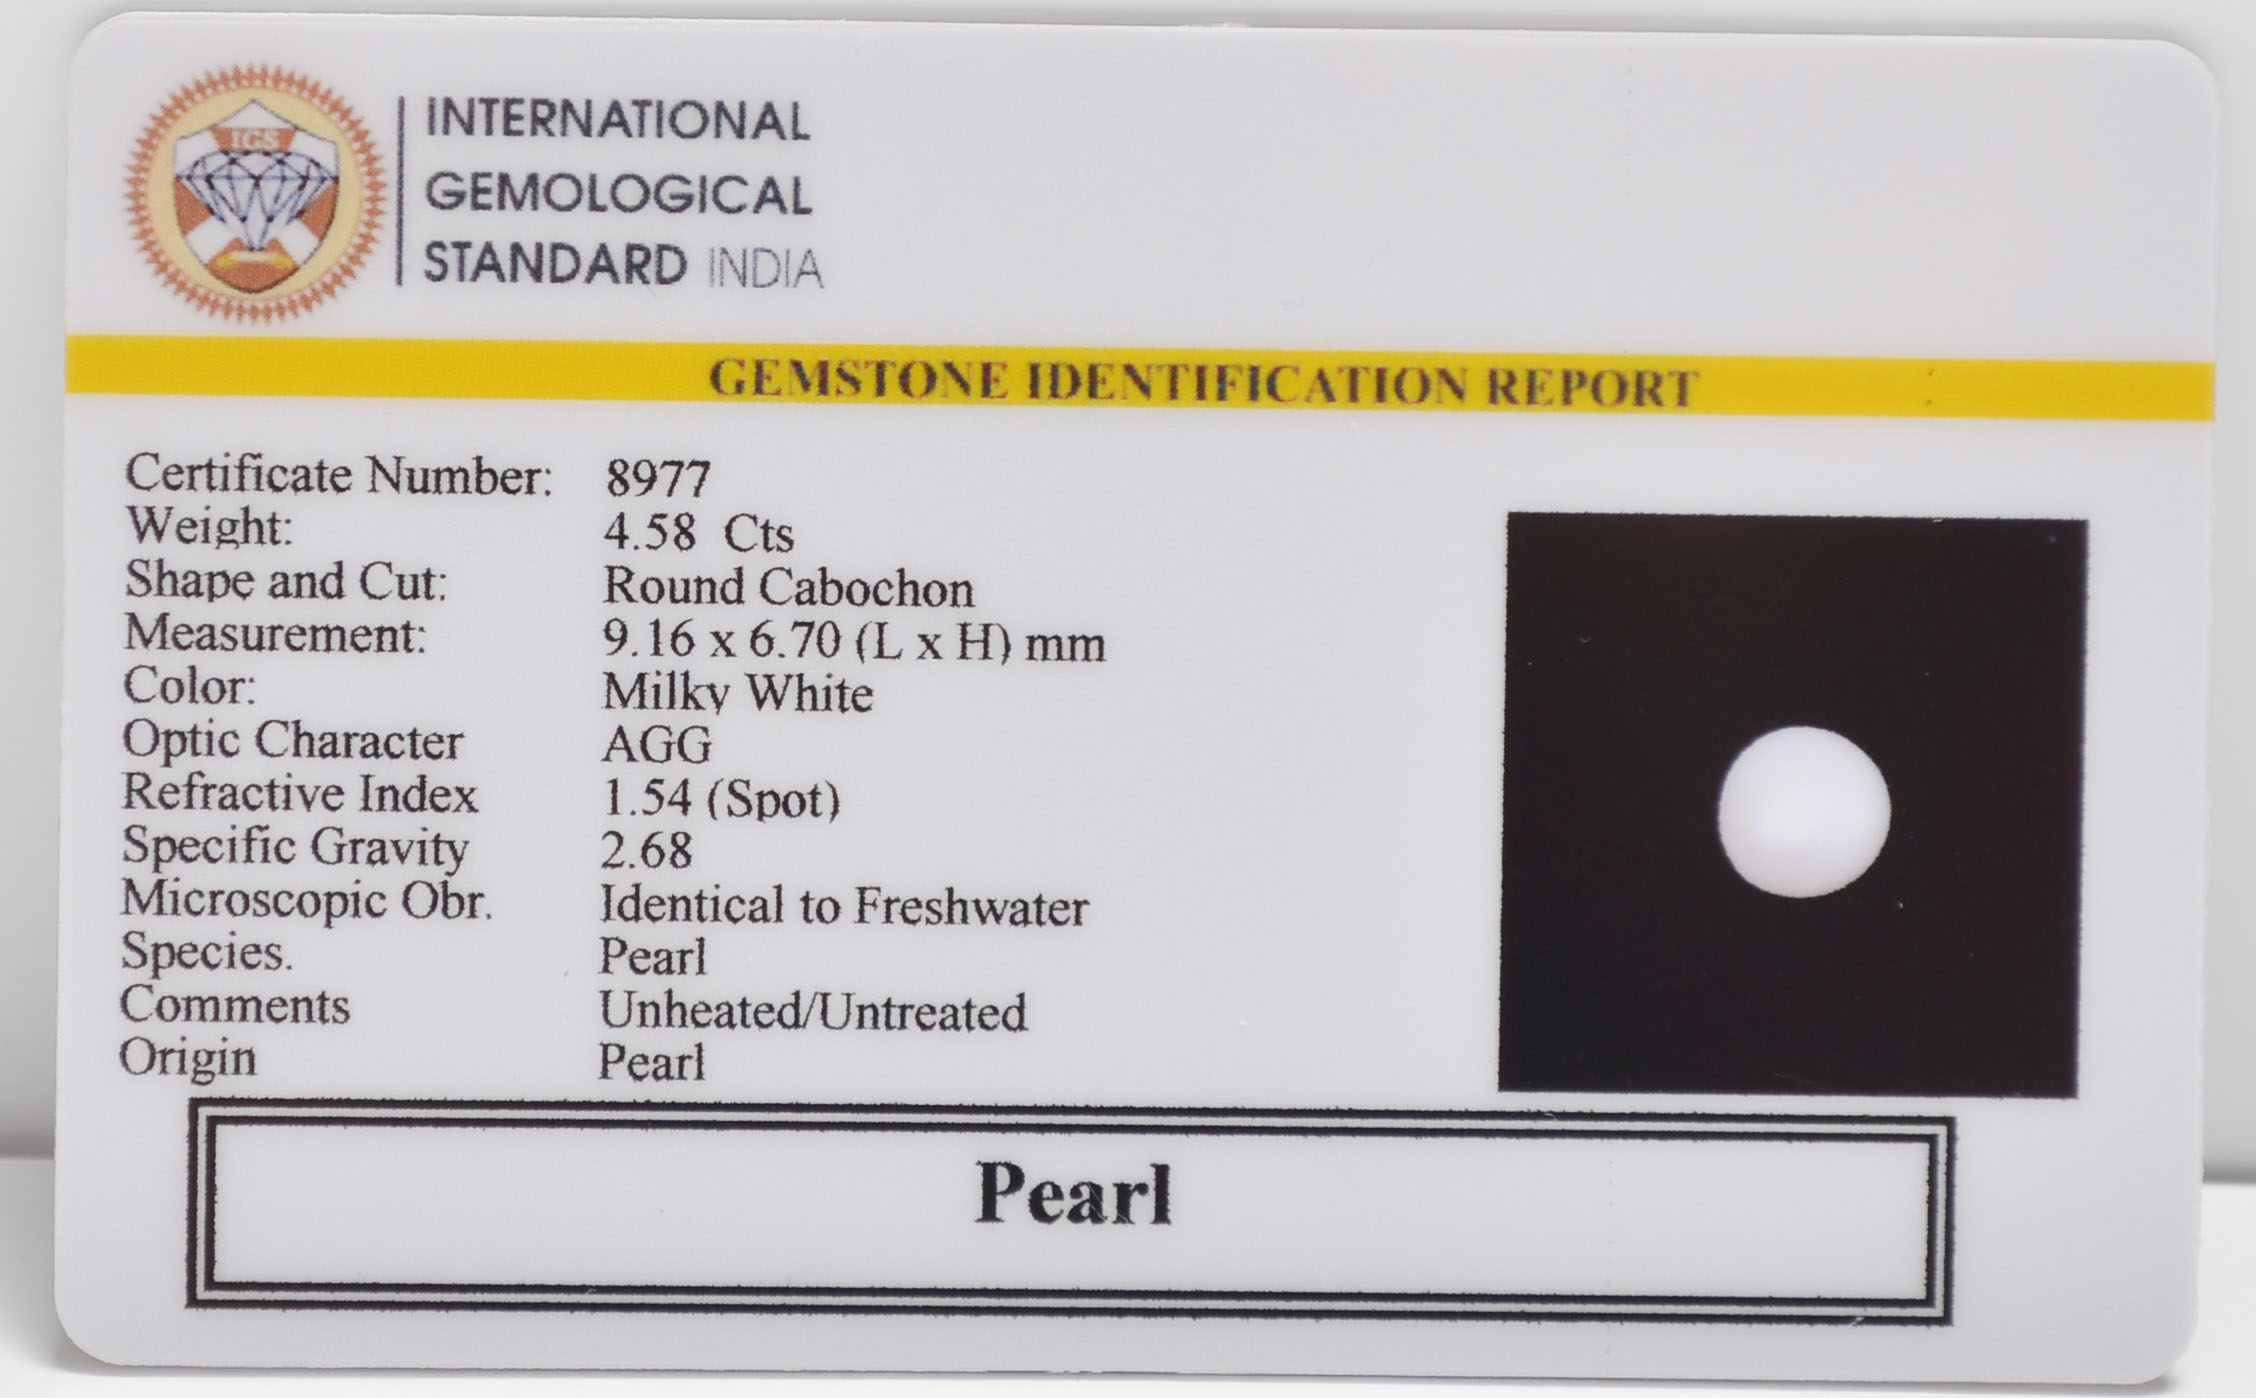 IGS
INTERNATIONAL
GEMOLOGICAL
STANDARD INDIA
GEMSTONE IDENTIFICATION REPORT
Certificate Number: 8977
Weight: 4.58 Cts
Shape and Cut: Round Cabochon
Measurement: 9.16 x 6.70 (L x H) mm
Color: Milky White
Optic Character AGG
Refractive Index 1.54 (Spot)
Specific Gravity 2.68
Microscopic Obr. Identical to Freshwater
Species. Pearl
Comments Unheated/Untreated
Origin Pearl
Pearl